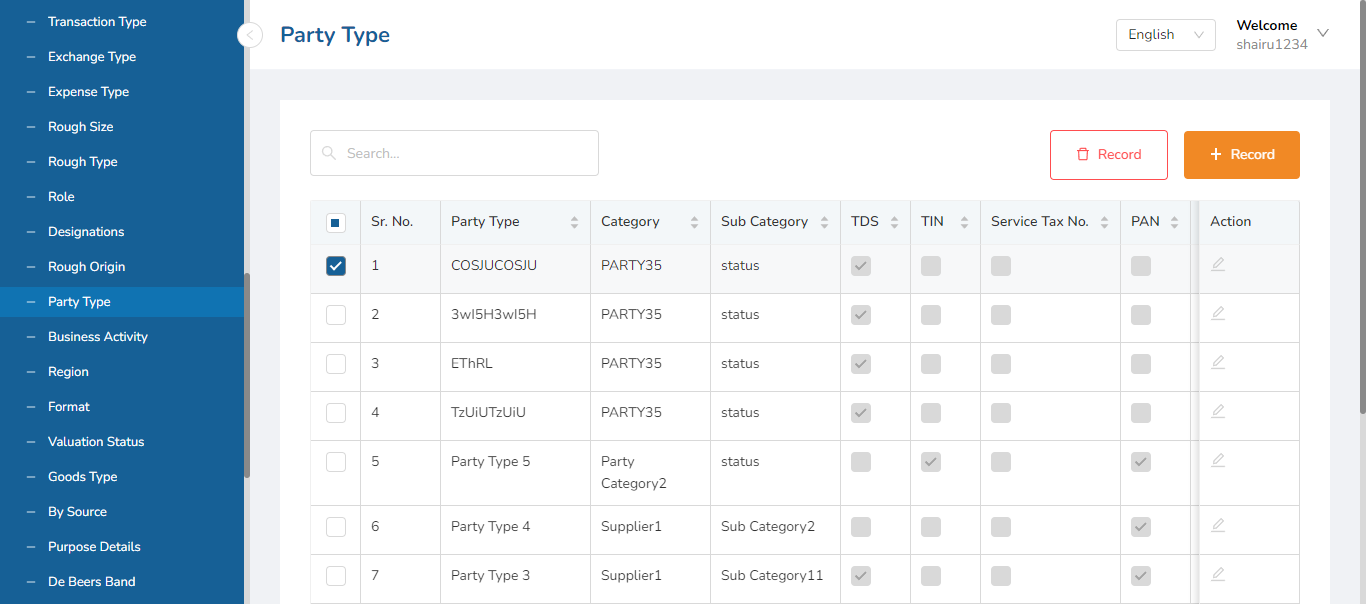 Transaction Type
Exchange Type
Expense Type
Rough Size
Rough Type
Role
Designations
Rough Origin
Party Type
Business Activity
Region
Format
Valuation Status
Goods Type
By Source
Purpose Details
De Beers Band
Party Type
English
Welcome
shairu1234
Search...
Record
+ Record
Sr. No. Party Type Category Sub Category TDS TIN Service Tax No. PAN Action
1 COSJUCOSJU PARTY35 status
2 3wI5H3wI5H PARTY35 status
3 EThRL PARTY35 status
4 TzUiUTzUiU PARTY35 status
5 Party Type 5 Party status
Category2
6 Party Type 4 Supplier1 Sub Category2
7 Party Type 3 Supplier1 Sub Category11